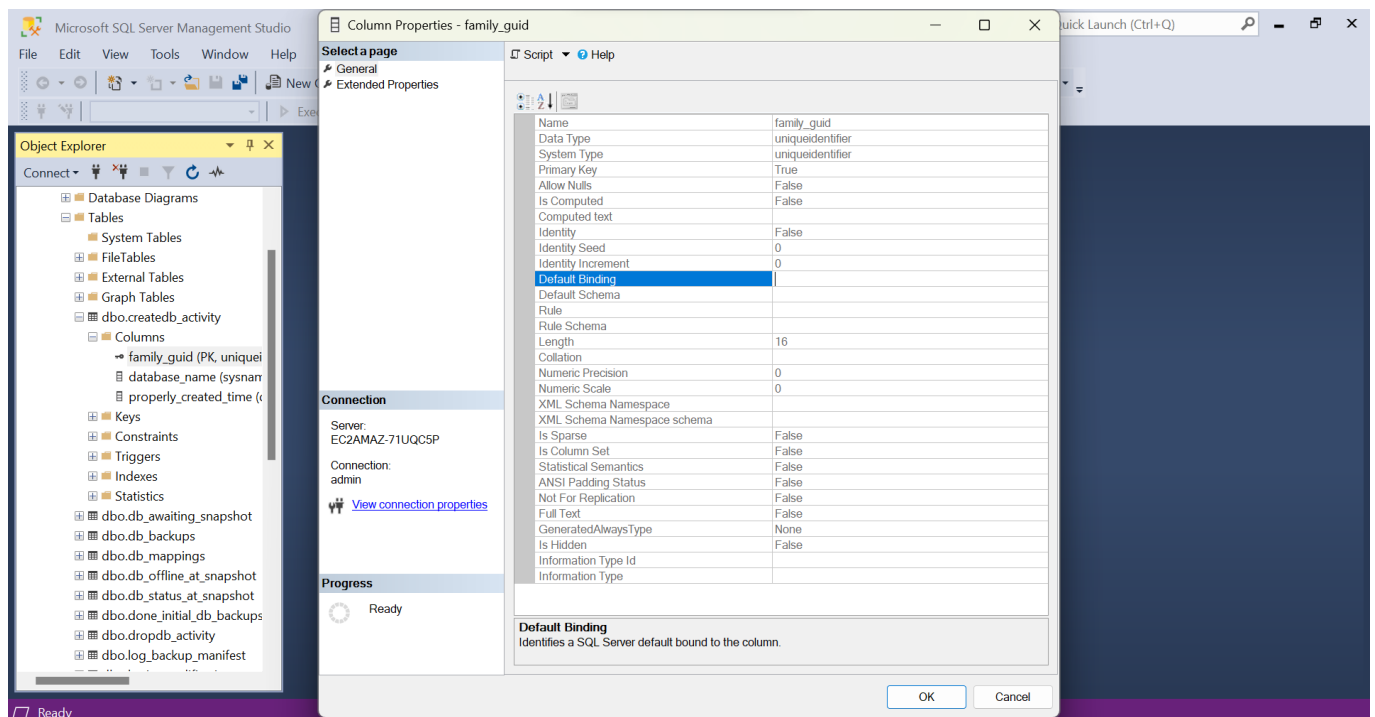 Microsoft SQL Server Management Studio
uick Launch (Ctrl+Q)
File Edit View Tools Window Help
New
Exe
Object Explorer
Connect
Database Diagrams
Tables
System Tables
FileTables
External Tables
Graph Tables
dbo.createdb_activity
Columns
family_guid (PK, uniquei
database_name (sysnam
properly_created_time (
Keys
Constraints
Triggers
Indexes
Statistics
dbo.db_awaiting_snapshot
dbo.db_backups
dbo.db_mappings
dbo.db_offline_at_snapshot
dbo.db_status_at_snapshot
dbo.done_initial_db_backups
dbo.dropdb_activity
dbo.log_backup_manifest
Ready
Column Properties - family_guid
Select a page
General
Extended Properties
Connection
Server:
EC2AMAZ-71UQC5P
Connection:
admin
View connection properties
Progress
Ready
Script Help
Name family_guid
Data Type uniqueidentifier
System Type uniqueidentifier
Primary Key True
Allow Nulls False
Is Computed False
Computed text
Identity False
Identity Seed 0
Identity Increment 0
Default Binding
Default Schema
Rule
Rule Schema
Length 16
Collation
Numeric Precision 0
Numeric Scale 0
XML Schema Namespace
XML Schema Namespace schema
Is Sparse False
Is Column Set False
Statistical Semantics False
ANSI Padding Status False
Not For Replication False
Full Text False
GeneratedAlwaysType None
Is Hidden False
Information Type Id
Information Type
Default Binding
Identifies a SQL Server default bound to the column.
OK Cancel